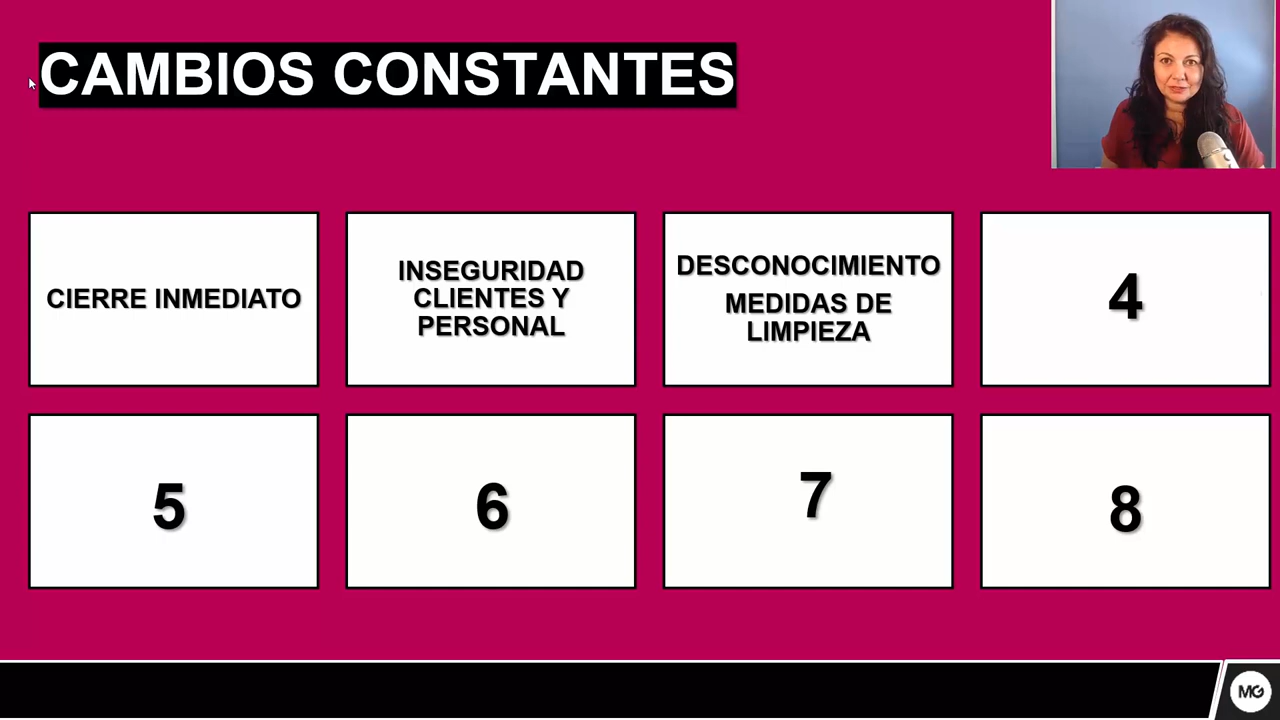 CAMBIOS CONSTANTES
CIERRE INMEDIATO
INSEGURIDAD
CLIENTES Y
PERSONAL
DESCONOCIMIENTO
MEDIDAS DE
LIMPIEZA
4
5
6
7
8
MG